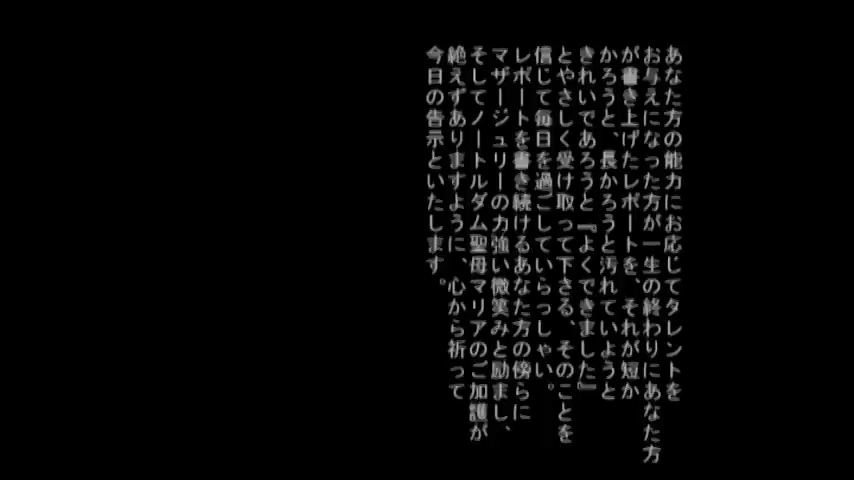 あなた方の能力にお応じてタレントを
お与えになった方が一生の終わりにあなた方
が書き上げたレポートを、それが短か
かろうと、長かろうと汚れていようと
きれいであろうと『よくできました』
とやさしく受け取って下さる、そのことを
信じて毎日を過ごしていらっしゃい。
レポートを書き続けるあなた方の傍らに
マザージュリーの力強い微笑みと励まし、
そしてノートルダム聖母マリアのご加護が
絶えずありますように、心から祈って
今日の告示といたします。